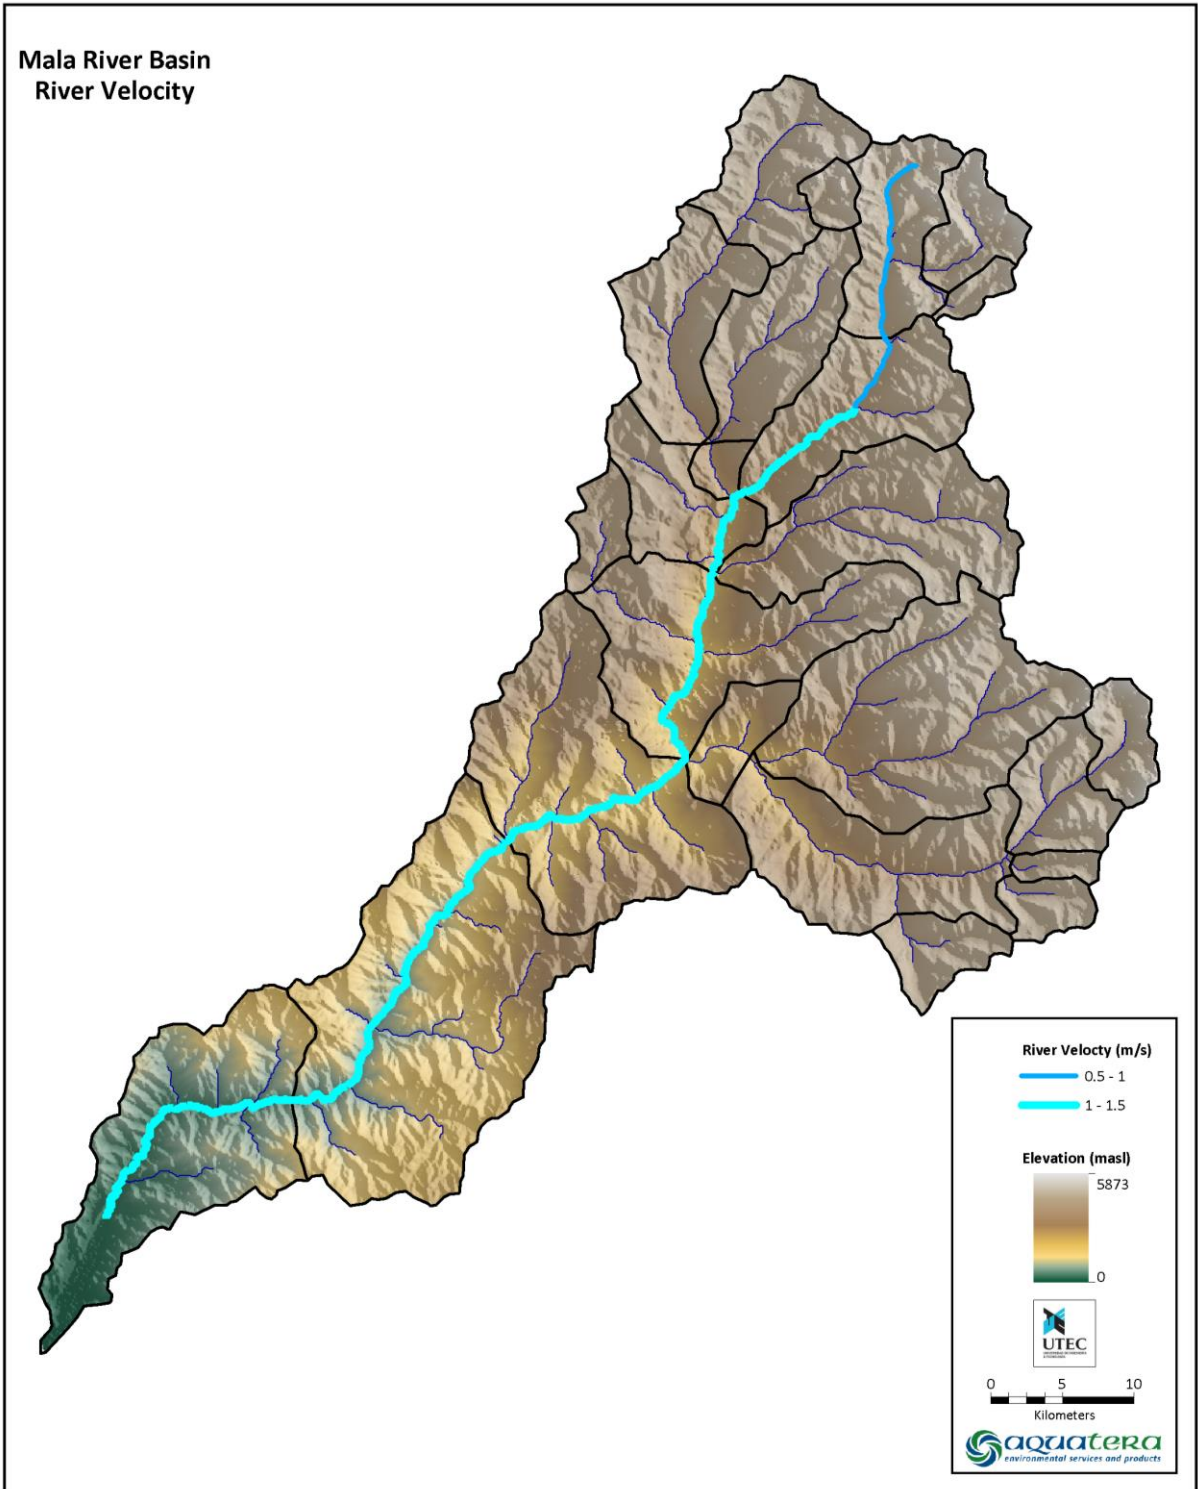 Mala River Basin
River Velocity
River Velocty (m/s)
0.5 - 1
1 - 1.5
Elevation (masl)
5873
0
UTEC
0 5 10
Kilometers
aquatera
environmental services and products